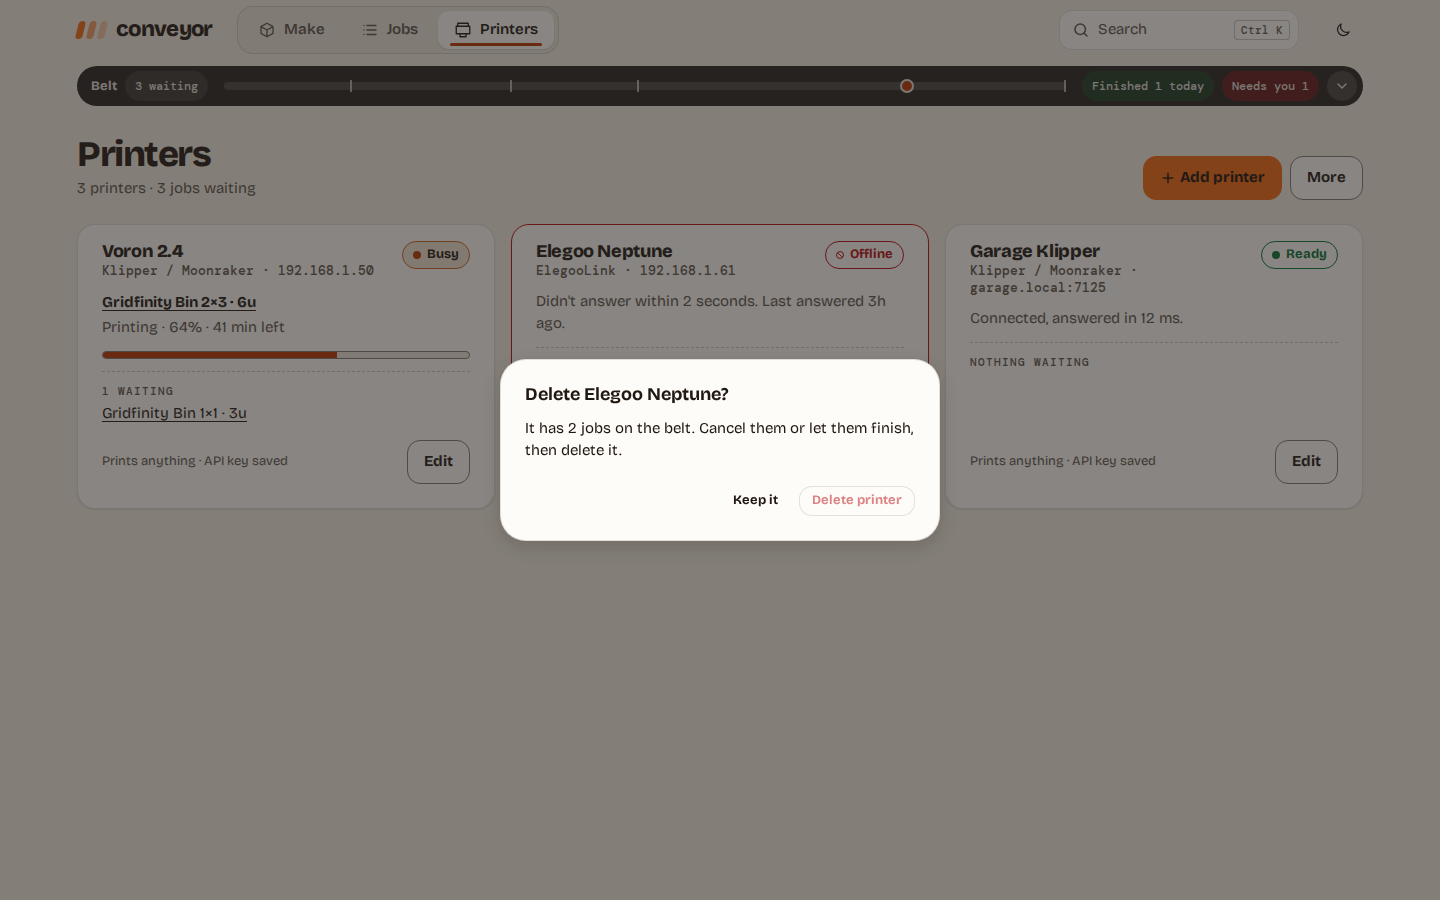 conveyor
Make
Jobs
Printers
Search
Ctrl K
Belt
3 waiting
Finished 1 today
Needs you 1
Printers
3 printers · 3 jobs waiting
+ Add printer
More
Voron 2.4
Busy
Klipper / Moonraker · 192.168.1.50
Gridfinity Bin 2×3 · 6u
Printing · 64% · 41 min left
1 WAITING
Gridfinity Bin 1×1 · 3u
Prints anything · API key saved
Edit
Elegoo Neptune
Offline
ElegooLink · 192.168.1.61
Didn't answer within 2 seconds. Last answered 3h
ago.
Garage Klipper
Ready
Klipper / Moonraker ·
garage.local:7125
Connected, answered in 12 ms.
NOTHING WAITING
Prints anything · API key saved
Edit
Delete Elegoo Neptune?
It has 2 jobs on the belt. Cancel them or let them finish,
then delete it.
Keep it
Delete printer